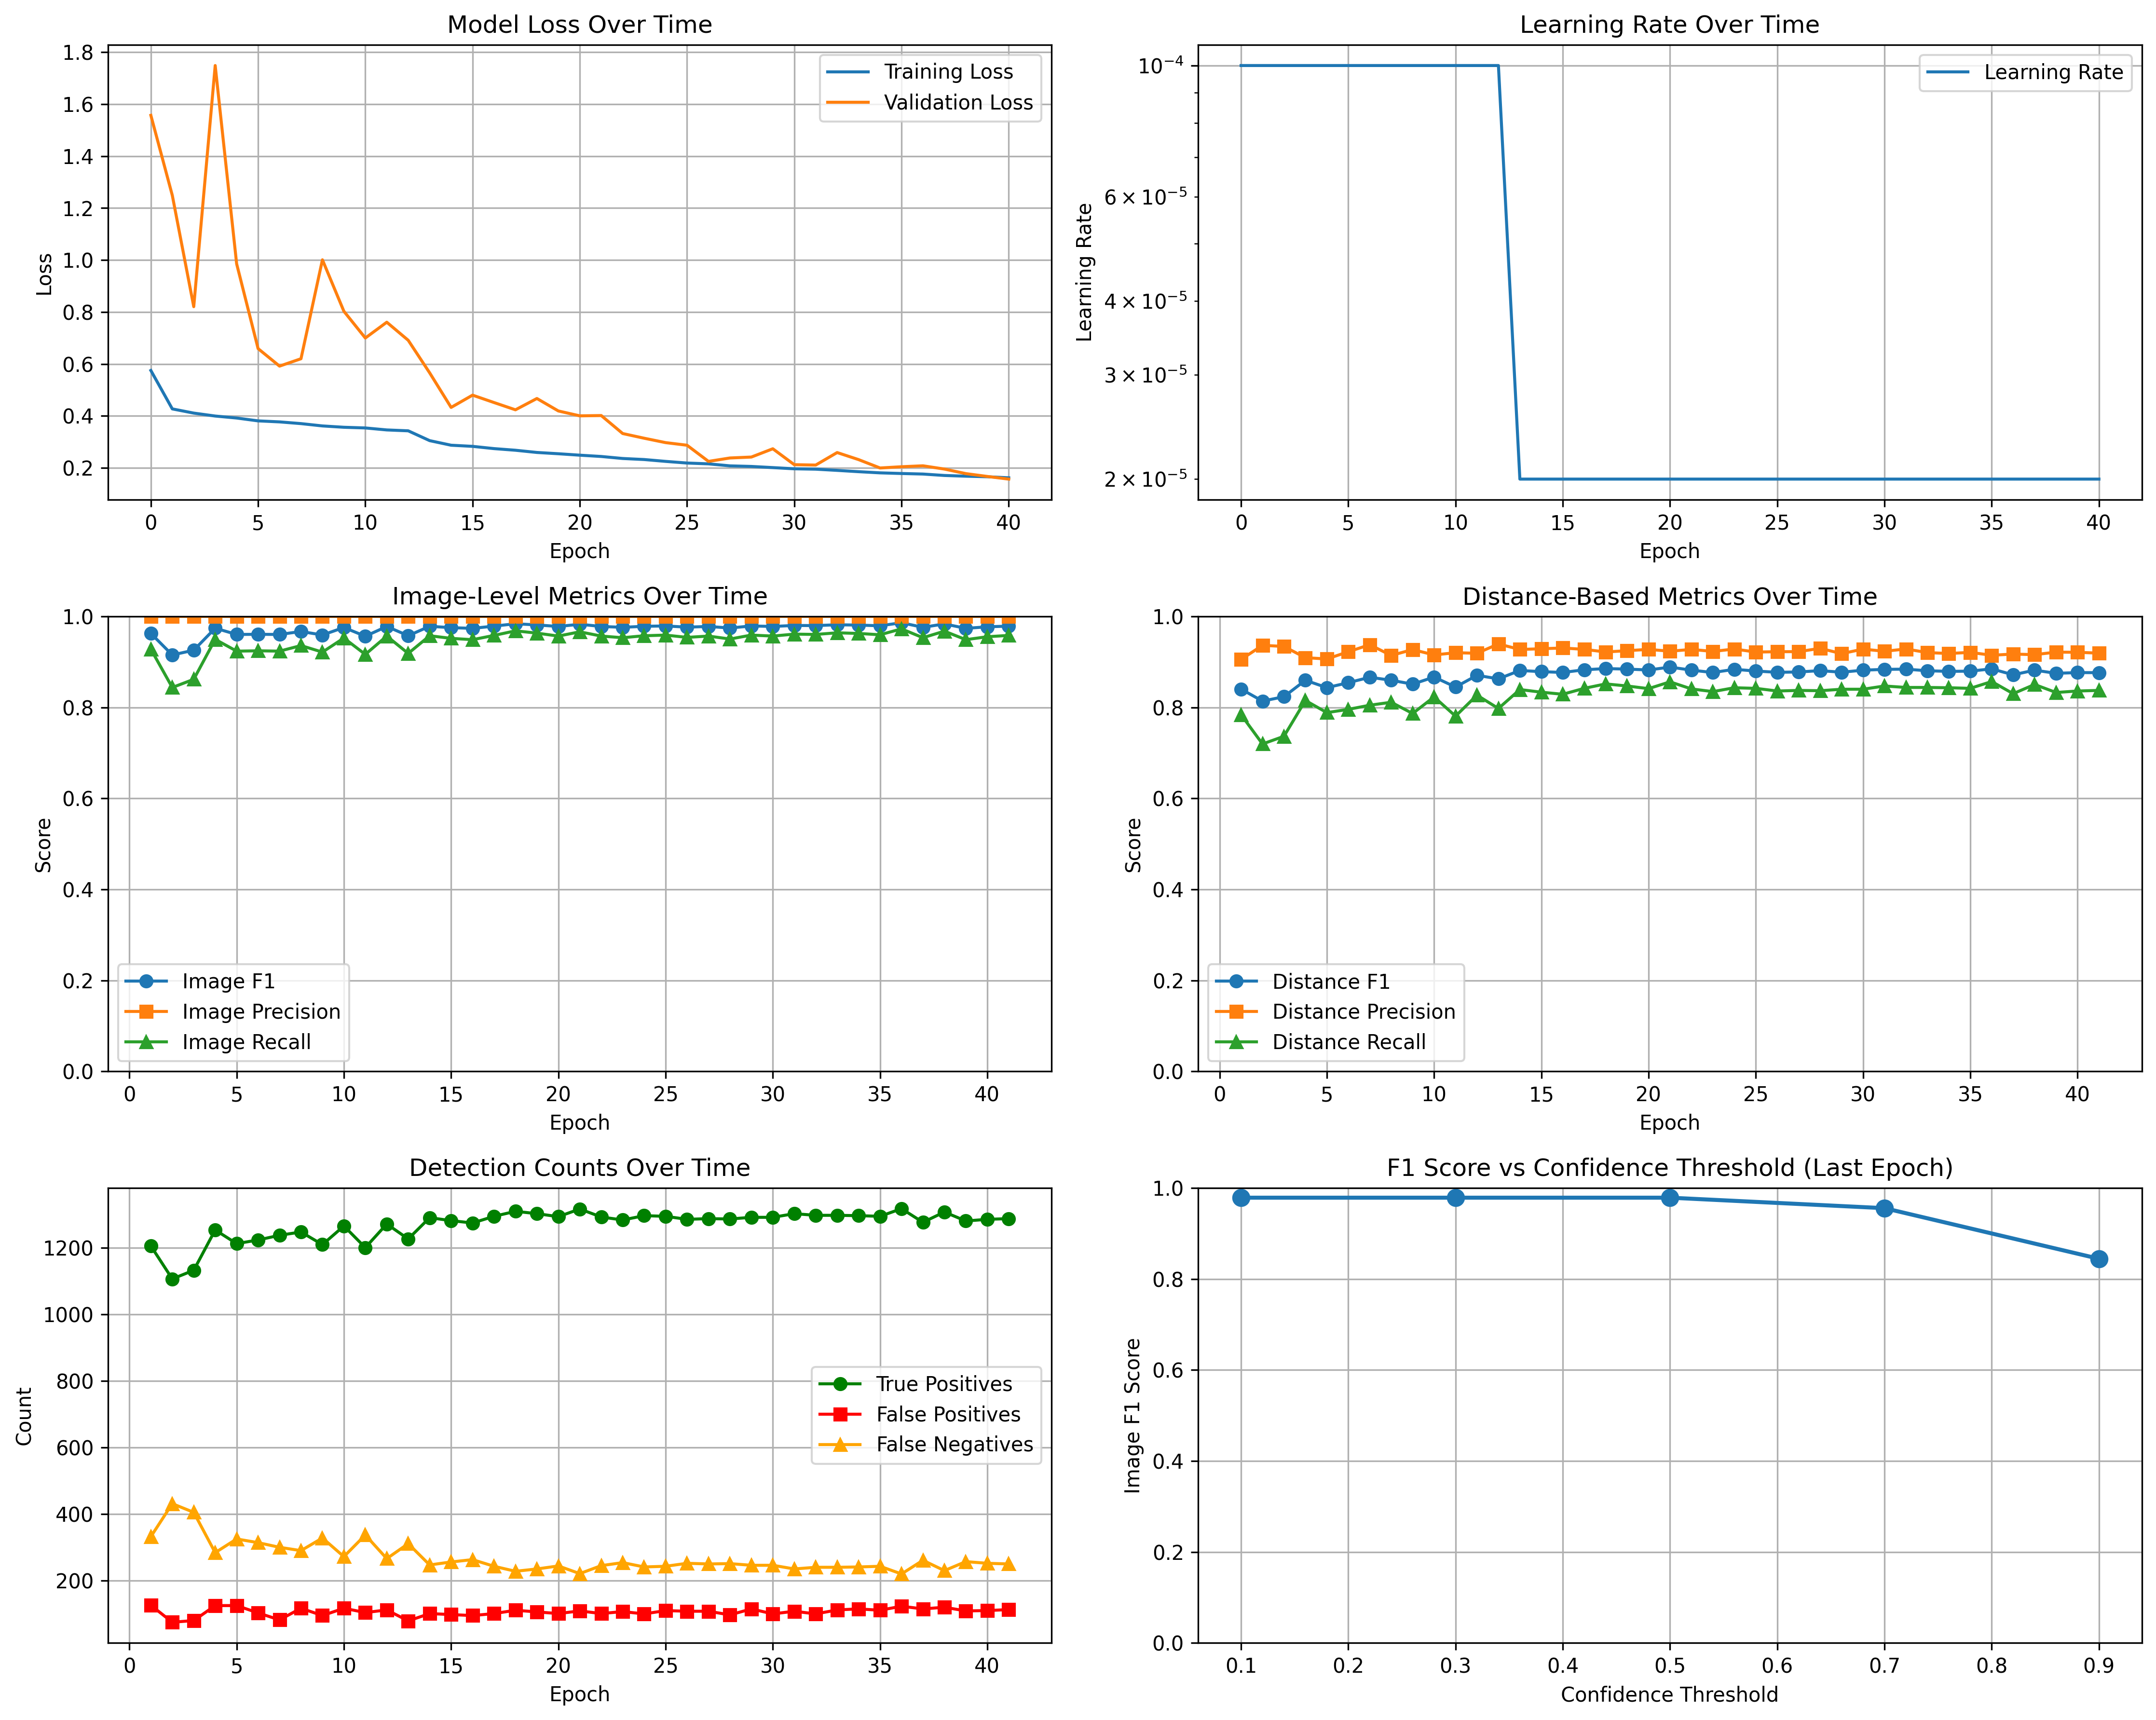 Model Loss Over Time
1.8
1.6
1.4
1.2
1.0
0.8
0.6
0.4
0.2
Loss
Training Loss
Validation Loss
0 5 10 15 20 25 30 35 40
Epoch
Learning Rate Over Time
10⁻⁴
6 × 10⁻⁵
4 × 10⁻⁵
3 × 10⁻⁵
2 × 10⁻⁵
Learning Rate
Learning Rate
0 5 10 15 20 25 30 35 40
Epoch
Image-Level Metrics Over Time
1.0
0.8
0.6
0.4
0.2
0.0
Score
Image F1
Image Precision
Image Recall
0 5 10 15 20 25 30 35 40
Epoch
Distance-Based Metrics Over Time
1.0
0.8
0.6
0.4
0.2
0.0
Score
Distance F1
Distance Precision
Distance Recall
0 5 10 15 20 25 30 35 40
Epoch
Detection Counts Over Time
1200
1000
800
600
400
200
Count
True Positives
False Positives
False Negatives
0 5 10 15 20 25 30 35 40
Epoch
F1 Score vs Confidence Threshold (Last Epoch)
1.0
0.8
0.6
0.4
0.2
0.0
Image F1 Score
0.1 0.2 0.3 0.4 0.5 0.6 0.7 0.8 0.9
Confidence Threshold